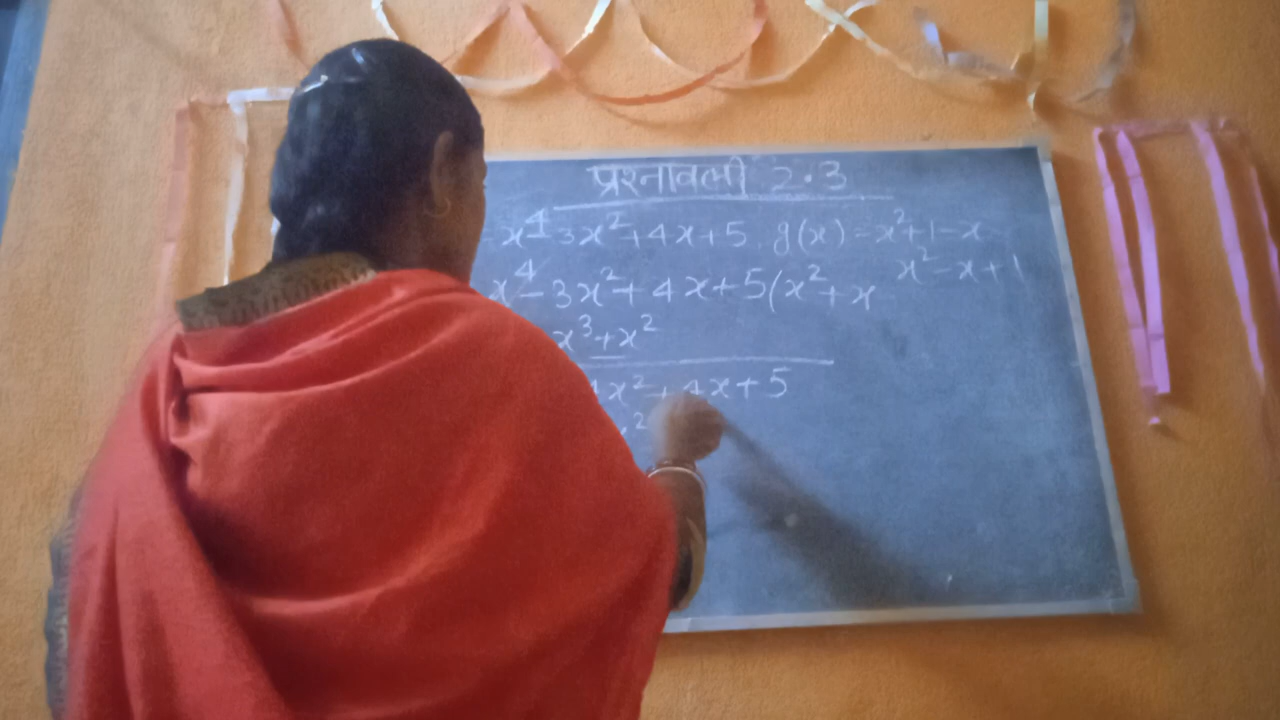 प्रश्नावली 2.3
= x⁴ - 3x² + 4x + 5, g(x) = x² + 1 - x
x² - x + 1
x⁴ - 3x² + 4x + 5 (x² + x
x³ + x²
4x² + 4x + 5